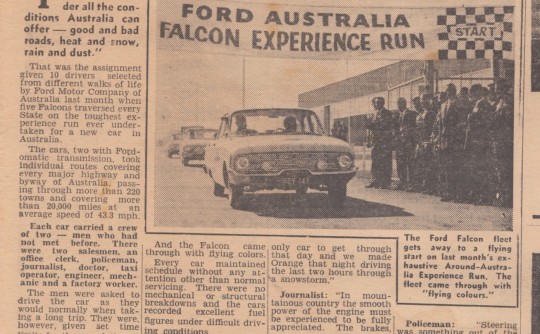 der all the con-
ditions Australia can
offer — good and bad
roads, heat and snow,
rain and dust."
That was the assignment
given 10 drivers selected
from different walks of life
by Ford Motor Company of
Australia last month when
five Falcons traversed every
State on the toughest ex-
perience run ever under-
taken for a new car in
Australia.
The cars, two with Ford-
omatic transmission, took
individual routes covering
every major highway and
byway of Australia, pass-
ing through more than 220
towns and covering more
than 20,000 miles at an
average speed of 43.3 mph.
Each car carried a crew
of two — men who had
not met before. There
were two salesmen, an
office clerk, policeman,
journalist, doctor, taxi
operator, engineer, mech-
anic and a factory worker.
The men were asked to
drive the car as they
would normally when tak-
ing a long trip. They were,
however, given set time
FORD AUSTRALIA
FALCON EXPERIENCE RUN
START
And the Falcon came
through with flying colors.
Every car maintained
schedule without any at-
tention other than normal
servicing. There were no
mechanical or structural
breakdowns and the cars
recorded excellent fuel
figures under difficult driv-
ing conditions.
only car to get through
that day and we made
Orange that night driving
the last two hours through
a snowstorm."
Journalist: "In moun-
tainous country the smooth
power of the engine must
be experienced to be fully
appreciated. The brakes,
The Ford Falcon fleet
gets away to a flying
start on last month's ex-
haustive Around-Austra-
lia Experience Run. The
fleet came through with
"flying colours."
Policeman: "Steering
was something out of the